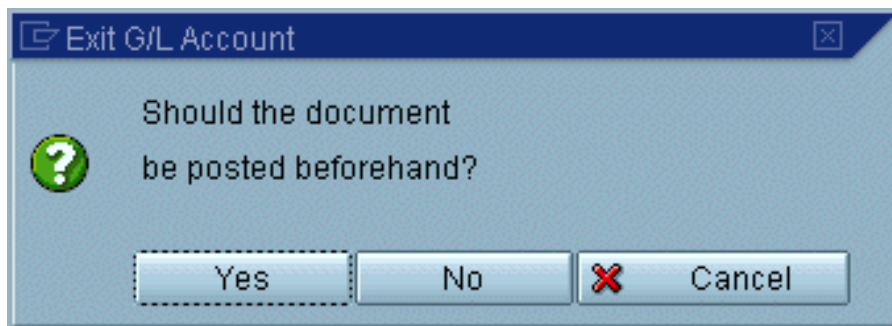 Exit G/L Account
Should the document
be posted beforehand?
Yes
No
Cancel